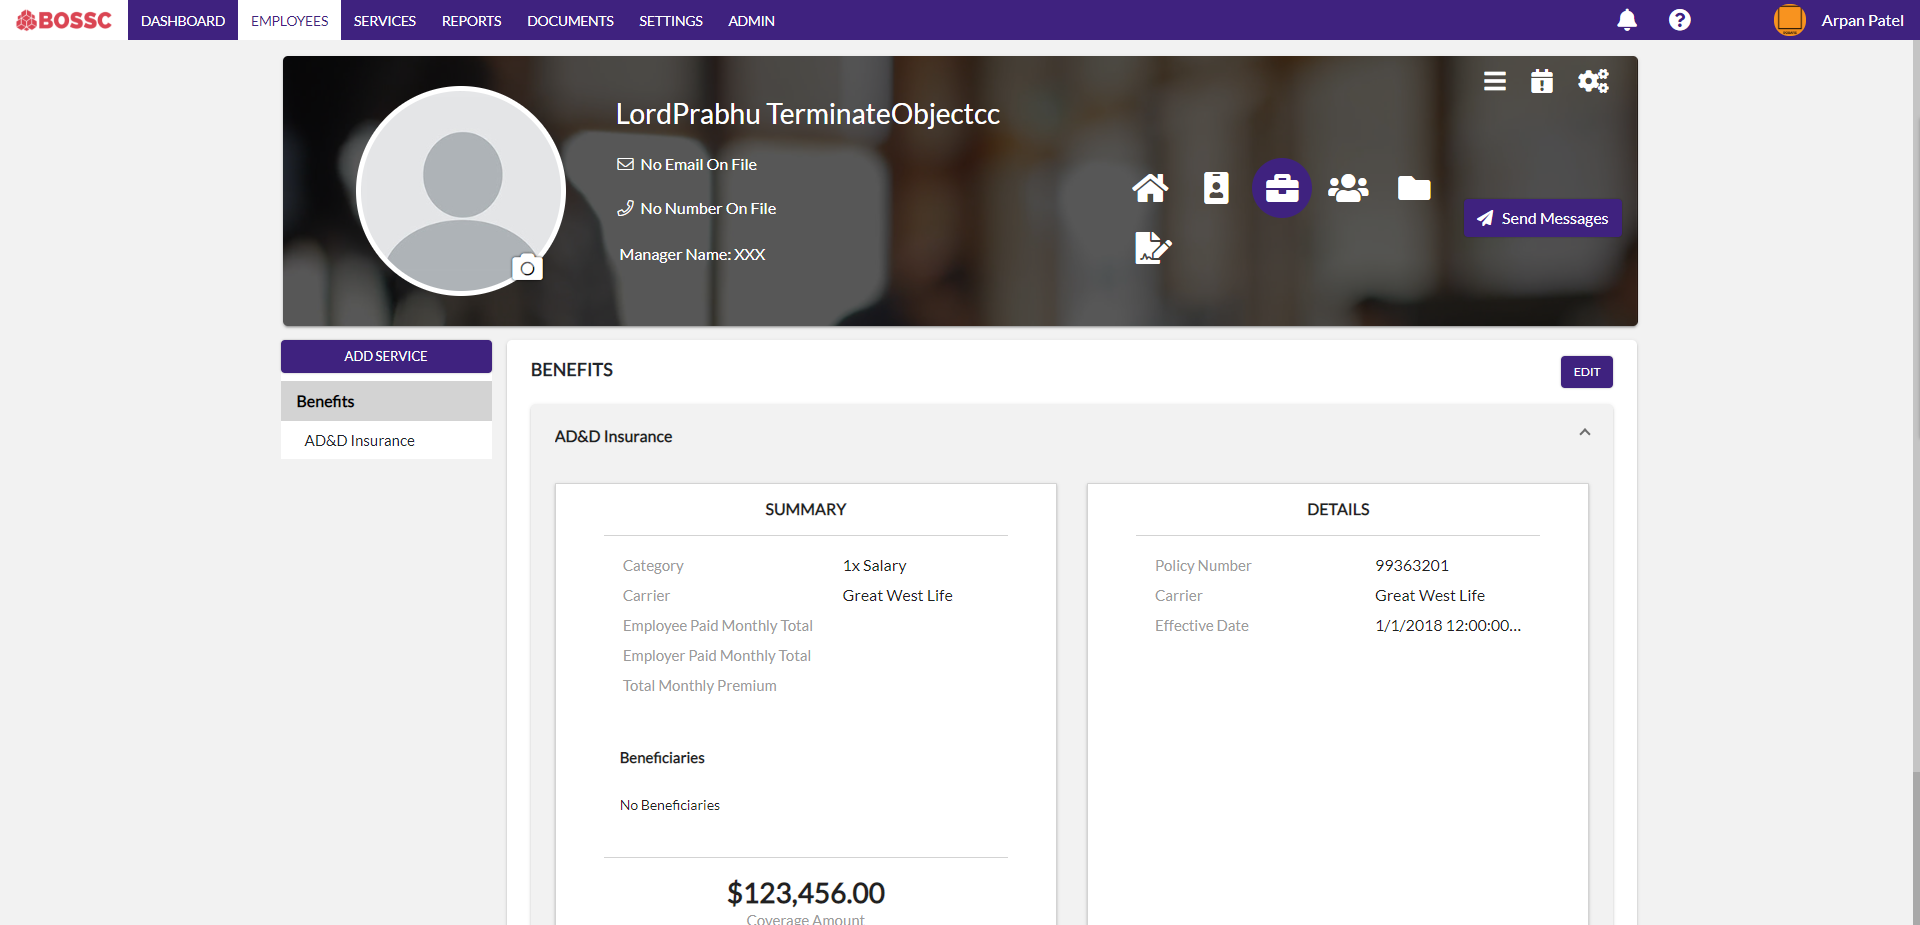 BOSSC DASHBOARD EMPLOYEES SERVICES REPORTS DOCUMENTS SETTINGS ADMIN Arpan Patel
LordPrabhu TerminateObjectcc
No Email On File
No Number On File
Send Messages
Manager Name: XXX
ADD SERVICE
Benefits
AD&D Insurance
BENEFITS
EDIT
AD&D Insurance
SUMMARY
Category 1x Salary
Carrier Great West Life
Employee Paid Monthly Total
Employer Paid Monthly Total
Total Monthly Premium
Beneficiaries
No Beneficiaries
$123,456.00
Coverage Amount
DETAILS
Policy Number 99363201
Carrier Great West Life
Effective Date 1/1/2018 12:00:00...